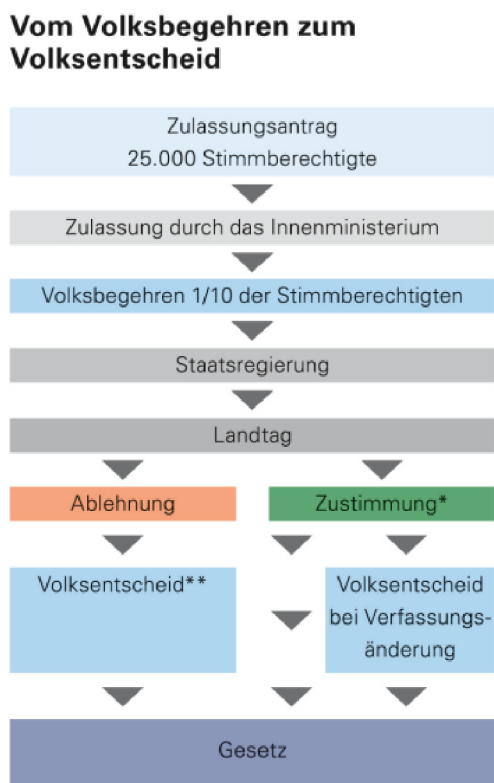 Vom Volksbegehren zum
Volksentscheid
Zulassungsantrag
25.000 Stimmberechtigte
Zulassung durch das Innenministerium
Volksbegehren 1/10 der Stimmberechtigten
Staatsregierung
Landtag
Ablehnung
Zustimmung*
Volksentscheid**
Volksentscheid
bei Verfassungs-
änderung
Gesetz